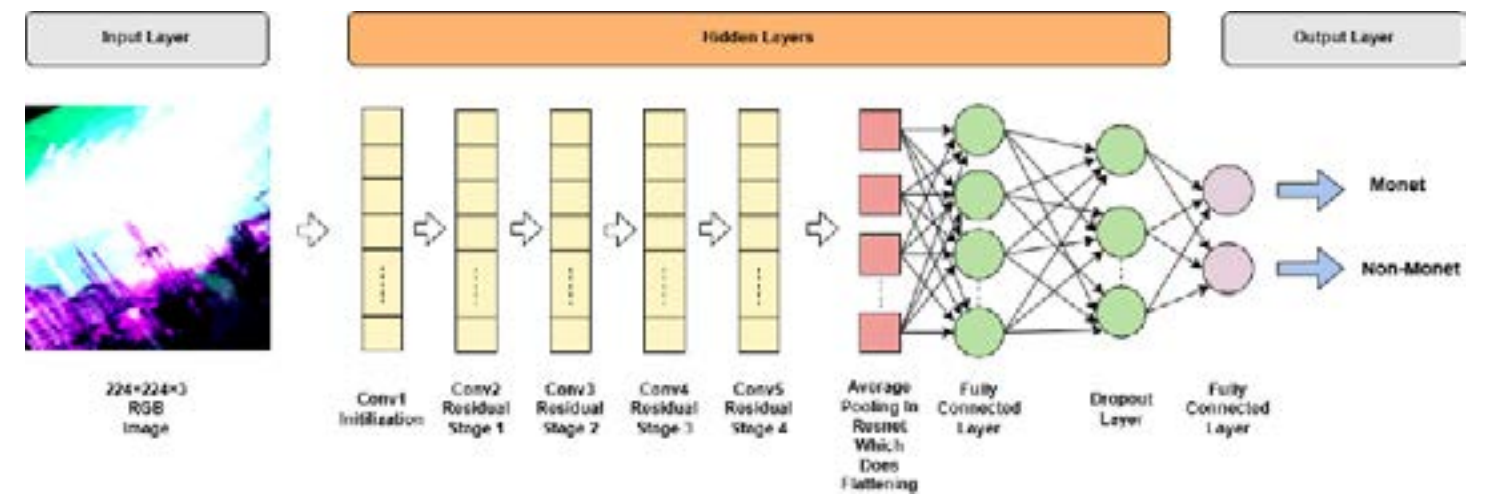 Input Layer
Hidden Layers
Output Layer
Monet
Non-Monet
224×224×3
RGB
Image
Conv1
Initilization
Conv2
Residual
Stage 1
Conv3
Residual
Stage 2
Conv4
Residual
Stage 3
Conv5
Residual
Stage 4
Average
Pooling In
Resnet
Which
Does
Flattening
Fully
Connected
Layer
Dropout
Layer
Fully
Connected
Layer